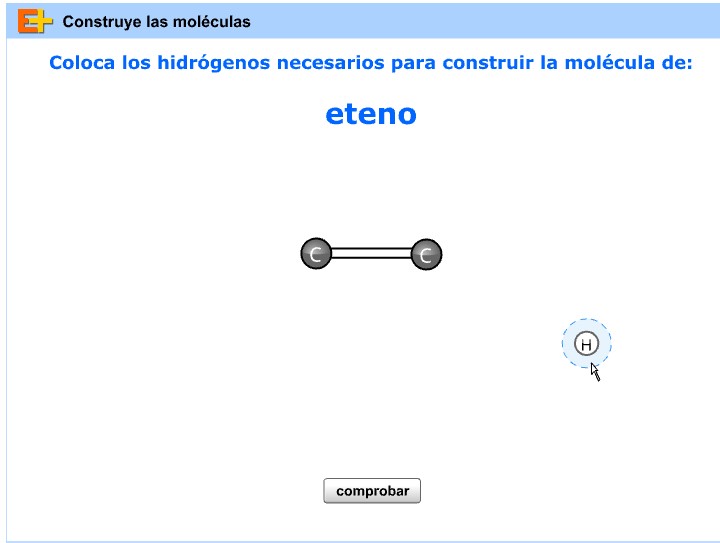 E+ Construye las moléculas
Coloca los hidrógenos necesarios para construir la molécula de:
eteno
C C
H
comprobar